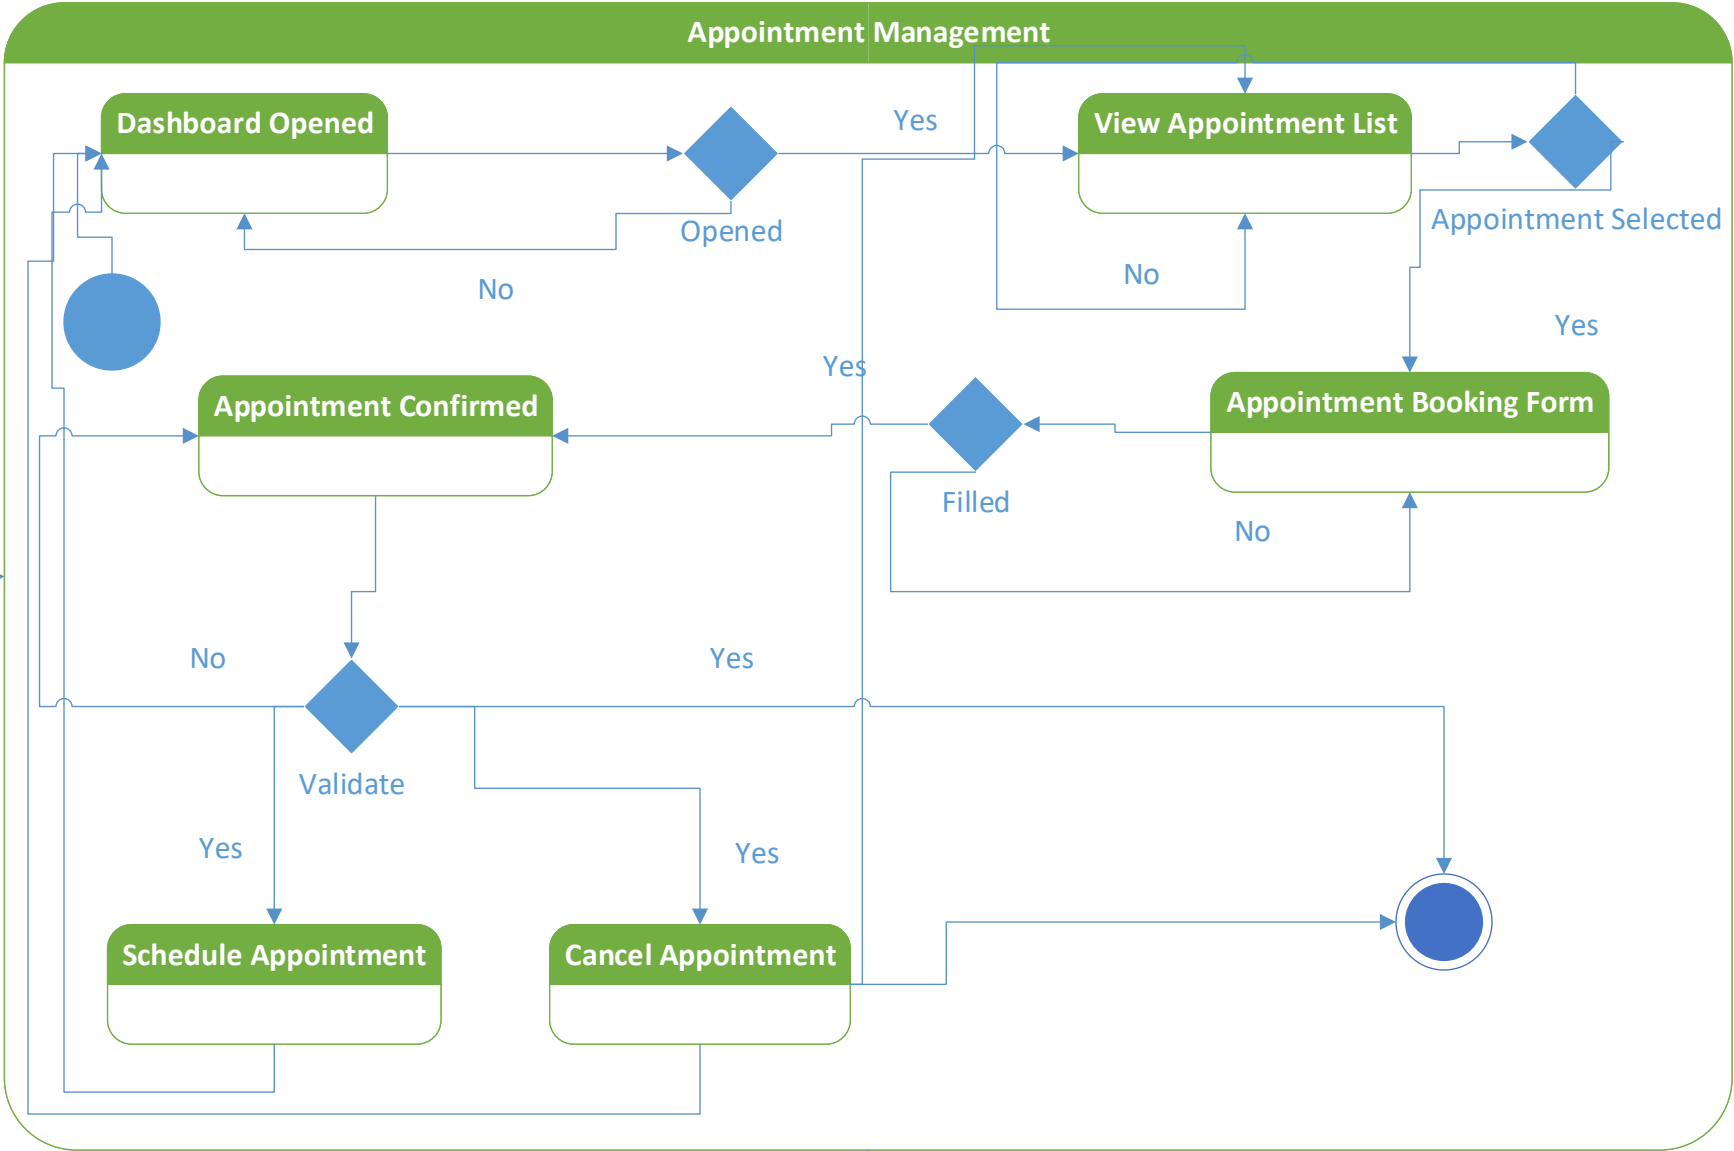 Appointment Management
Dashboard Opened
Yes
View Appointment List
Opened
Appointment Selected
No
No
Yes
Yes
Appointment Confirmed
Appointment Booking Form
Filled
No
No
Yes
Validate
Yes
Yes
Schedule Appointment
Cancel Appointment